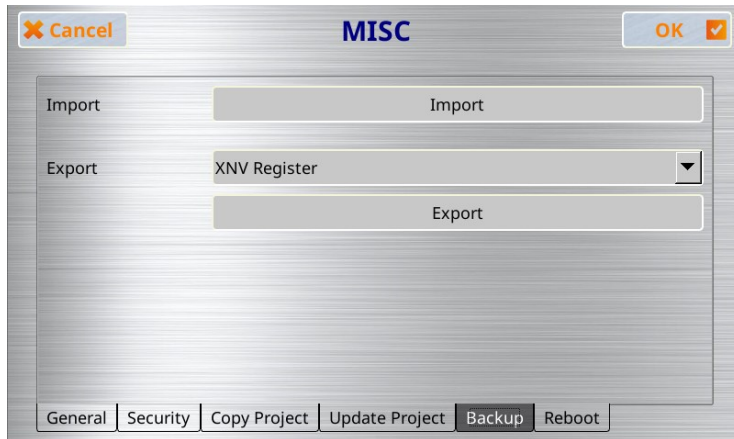 Cancel
MISC
OK
Import
Import
Export
XNV Register
Export
General
Security
Copy Project
Update Project
Backup
Reboot